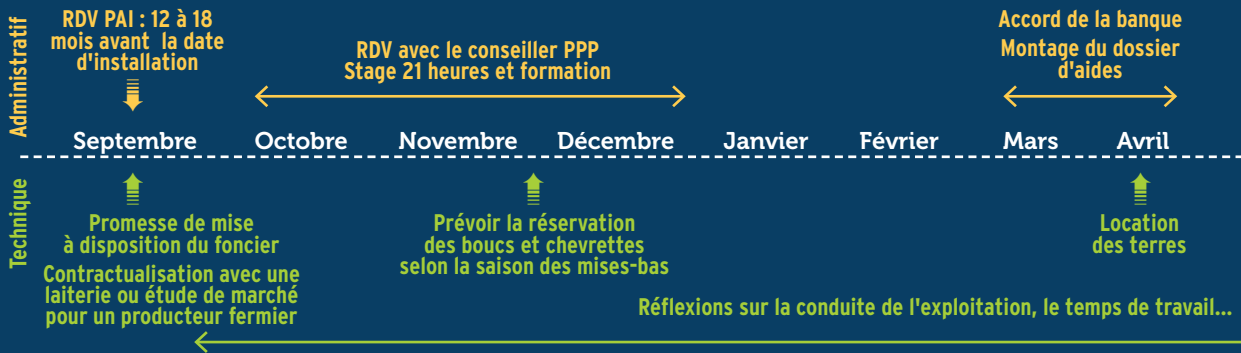 Administratif
RDV PAI : 12 à 18
mois avant la date
d'installation
RDV avec le conseiller PPP
Stage 21 heures et formation
Accord de la banque
Montage du dossier
d'aides
Septembre Octobre Novembre Décembre Janvier Février Mars Avril
Technique
Promesse de mise
à disposition du foncier
Contractualisation avec une
laiterie ou étude de marché
pour un producteur fermier
Prévoir la réservation
des boucs et chevrettes
selon la saison des mises-bas
Location
des terres
Réflexions sur la conduite de l'exploitation, le temps de travail...